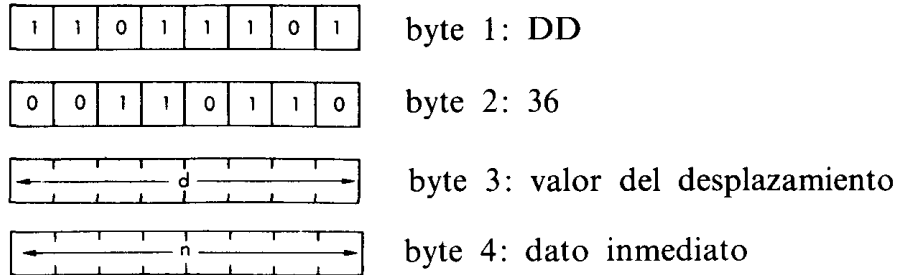 1 1 0 1 1 1 0 1 byte 1: DD
0 0 1 1 0 1 1 0 byte 2: 36
d byte 3: valor del desplazamiento
n byte 4: dato inmediato